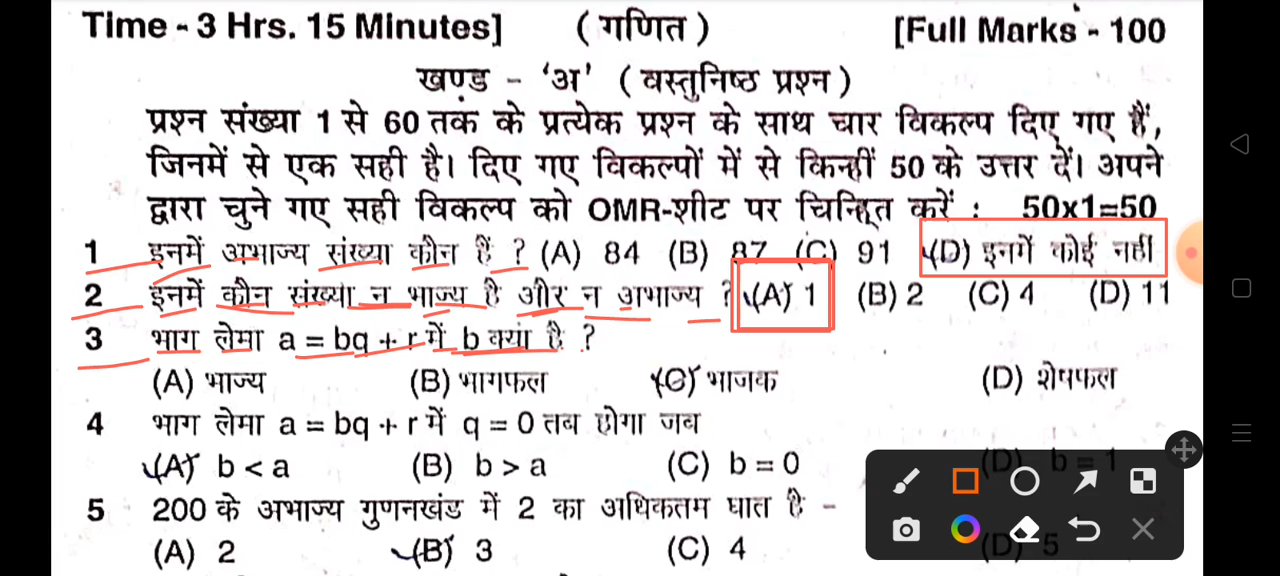 Time - 3 Hrs. 15 Minutes] (गणित) [Full Marks - 100
खण्ड - 'अ' (वस्तुनिष्ठ प्रश्न)
प्रश्न संख्या 1 से 60 तक के प्रत्येक प्रश्न के साथ चार विकल्प दिए गए हैं,
जिनमें से एक सही है। दिए गए विकल्पों में से किन्हीं 50 के उत्तर दें। अपने
द्वारा चुने गए सही विकल्प को OMR-शीट पर चिन्हित करें : 50x1=50
1 इनमें अभाज्य संख्या कौन हैं ? (A) 84 (B) 87 (C) 91 (D) इनमें कोई नहीं
2 इनमें कौन संख्या न भाज्य है और न अभाज्य ? (A) 1 (B) 2 (C) 4 (D) 11
3 भाग लेमा a = bq + r में b क्या है ?
(A) भाज्य (B) भागफल (C) भाजक (D) शेषफल
4 भाग लेमा a = bq + r में q = 0 तब होगा जब
(A) b < a (B) b > a (C) b = 0 (D) b = 1
5 200 के अभाज्य गुणनखंड में 2 का अधिकतम घात है -
(A) 2 (B) 3 (C) 4 (D) 5